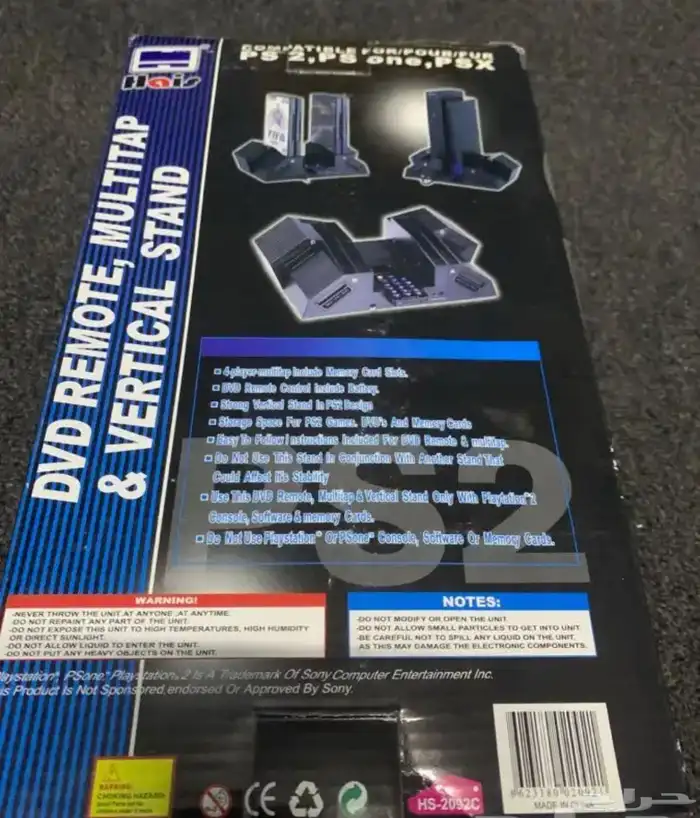 COMPATIBLE FOR/POUR/FUR
PS 2, PS one, PSX
Hais
DVD REMOTE, MULTITAP
& VERTICAL STAND
FIFA
4-player-multitap Include Memory Card Slots.
DVD Remote Control Include Battery.
Strong Vertical Stand In PS2 Design
Storage Space For PS2 Games. DVD's And Memory Cards
Easy To Follow Instructions Included For DVD Remote & multitap.
Do Not Use This Stand in Conjunction With Another Stand That
Could Affect It's Stability
Use This DVD Remote, Multiap & Vertical Stand Only With Playtation 2
Console, Software & memory Cards.
Do Not Use Playstation Or PSone Console, Software Or Memory Cards.
PS2
WARNING!
-NEVER THROW THE UNIT AT ANYONE ,AT ANYTIME.
-DO NOT REPAINT ANY PART OF THE UNIT.
-DO NOT EXPOSE THIS UNIT TO HIGH TEMPERATURES, HIGH HUMIDITY
OR DIRECT SUNLIGHT.
-DO NOT ALLOW LIQUID TO ENTER THE UNIT.
-DO NOT PUT ANY HEAVY OBJECTS ON THE UNIT.
NOTES:
-DO NOT MODIFY OR OPEN THE UNIT.
-DO NOT ALLOW SMALL PARTICLES TO GET INTO UNIT.
-BE CAREFUL NOT TO SPILL ANY LIQUID ON THE UNIT.
AS THIS MAY DAMAGE THE ELECTRONIC COMPONENTS.
laystation, PSone, Playstation 2 Is A Trademark Of Sony Computer Entertainment Inc.
is Product Is Not Sponsored,endorsed Or Approved By Sony.
WARNING:
CHOKING HAZARD
CE
HS-2092C
MADE IN CHINA
حراج